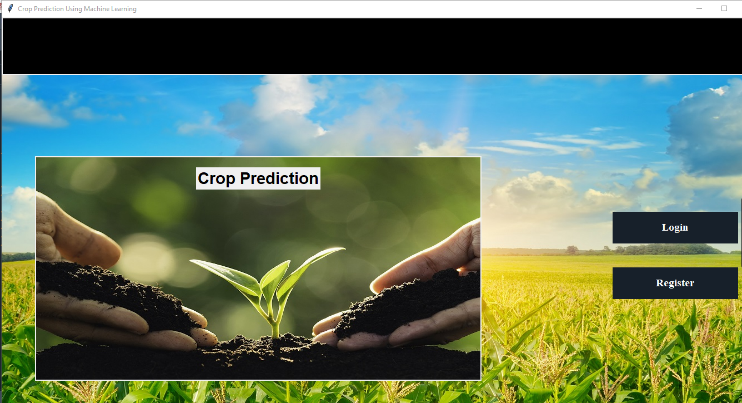 Crop Prediction Using Machine Learning
Crop Prediction
Login
Register